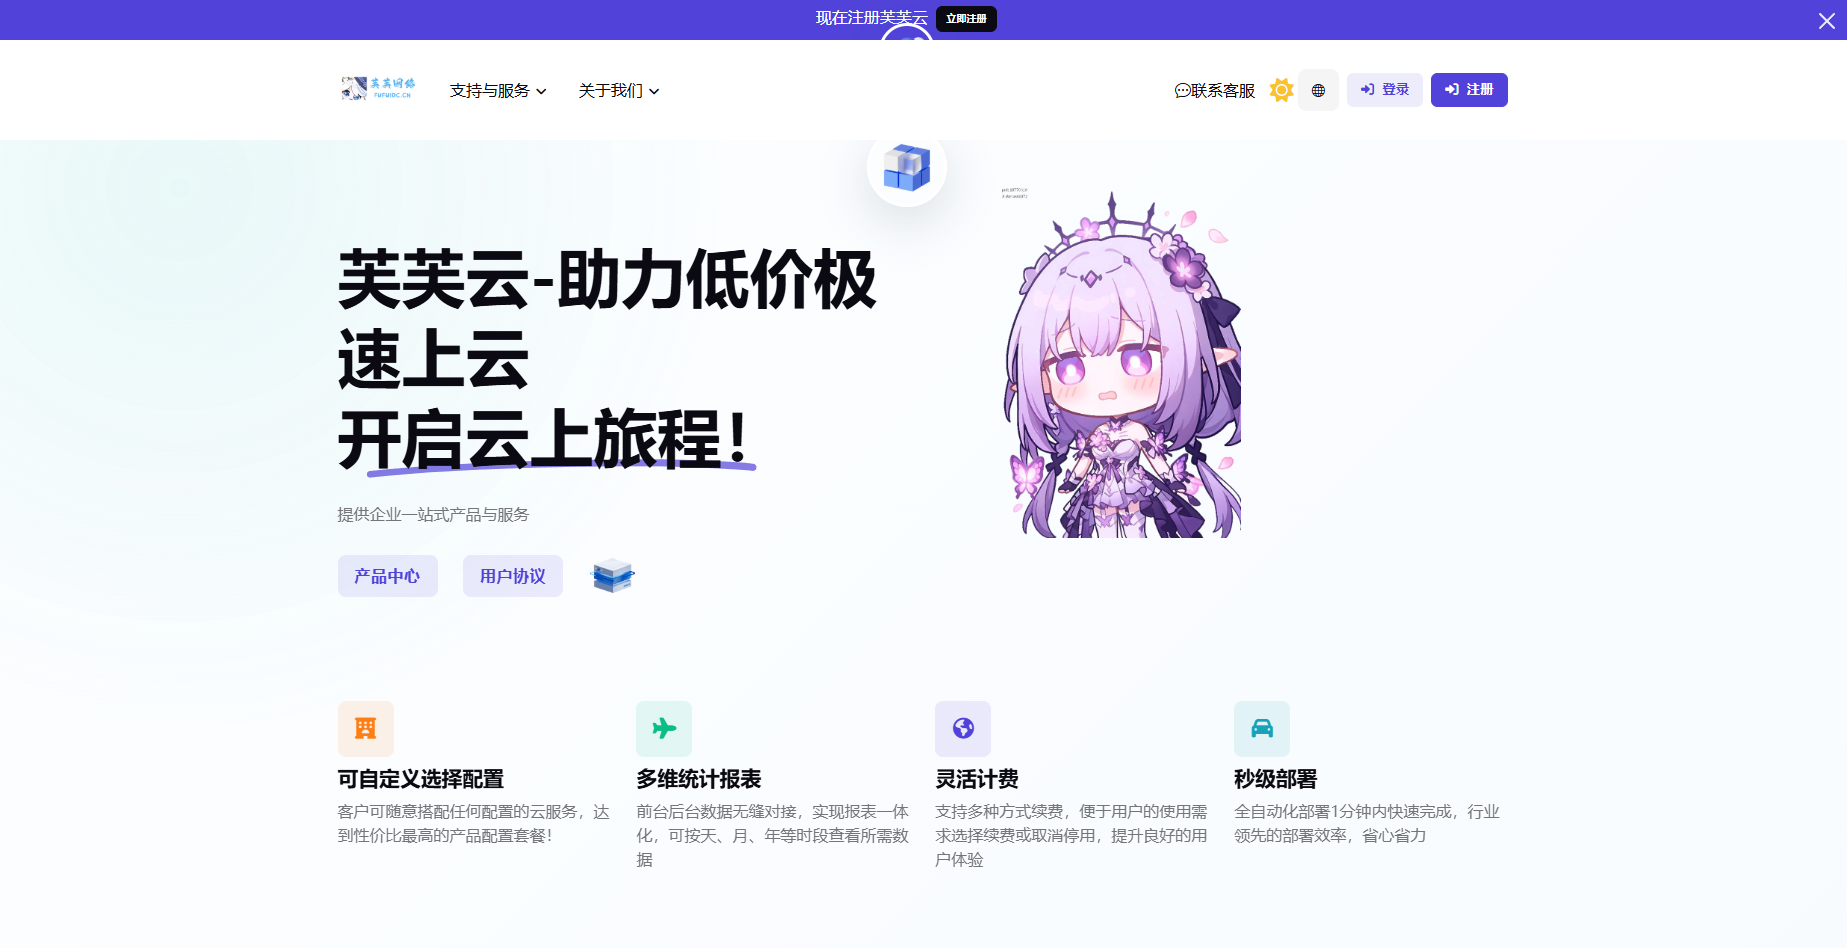 现在注册芙芙云 立即注册
芙芙网络
FUFUIDC.CN
支持与服务
关于我们
联系客服
登录
注册
芙芙云-助力低价极
速上云
开启云上旅程!
提供企业一站式产品与服务
产品中心
用户协议
可自定义选择配置
客户可随意搭配任何配置的云服务，达
到性价比最高的产品配置套餐!
多维统计报表
前台后台数据无缝对接，实现报表一体
化，可按天、月、年等时段查看所需数
据
灵活计费
支持多种方式续费，便于用户的使用需
求选择续费或取消停用，提升良好的用
户体验
秒级部署
全自动化部署1分钟内快速完成，行业
领先的部署效率，省心省力